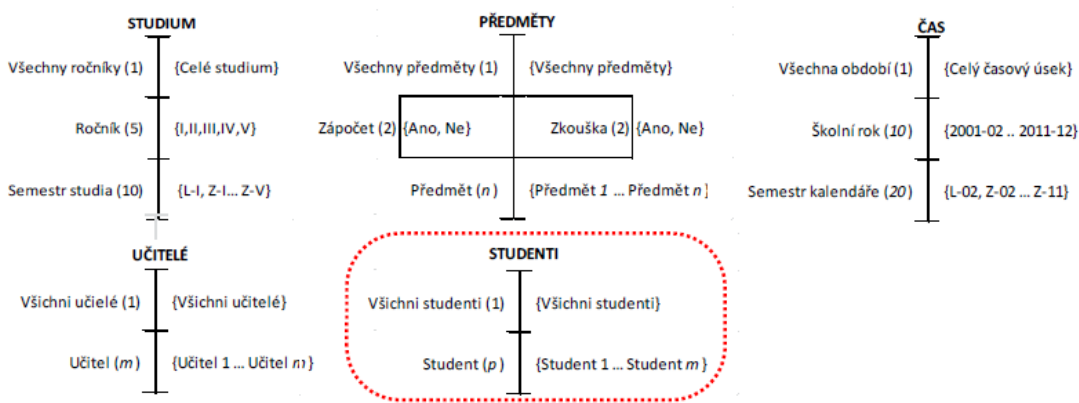 STUDIUM
Všechny ročníky (1) {Celé studium}
Ročník (5) {I,II,III,IV,V}
Semestr studia (10) {L-I, Z-I... Z-V}
PŘEDMĚTY
Všechny předměty (1) {Všechny předměty}
Zápočet (2) {Ano, Ne} Zkouška (2) {Ano, Ne}
Předmět (n) {Předmět 1 ... Předmět n}
ČAS
Všechna období (1) {Celý časový úsek}
Školní rok (10) {2001-02 .. 2011-12}
Semestr kalendáře (20) {L-02, Z-02 ... Z-11}
UČITELÉ
Všichni učielé (1) {Všichni učitelé}
Učitel (m) {Učitel 1 ... Učitel m}
STUDENTI
Všichni studenti (1) {Všichni studenti}
Student (p) {Student 1 ... Student m}